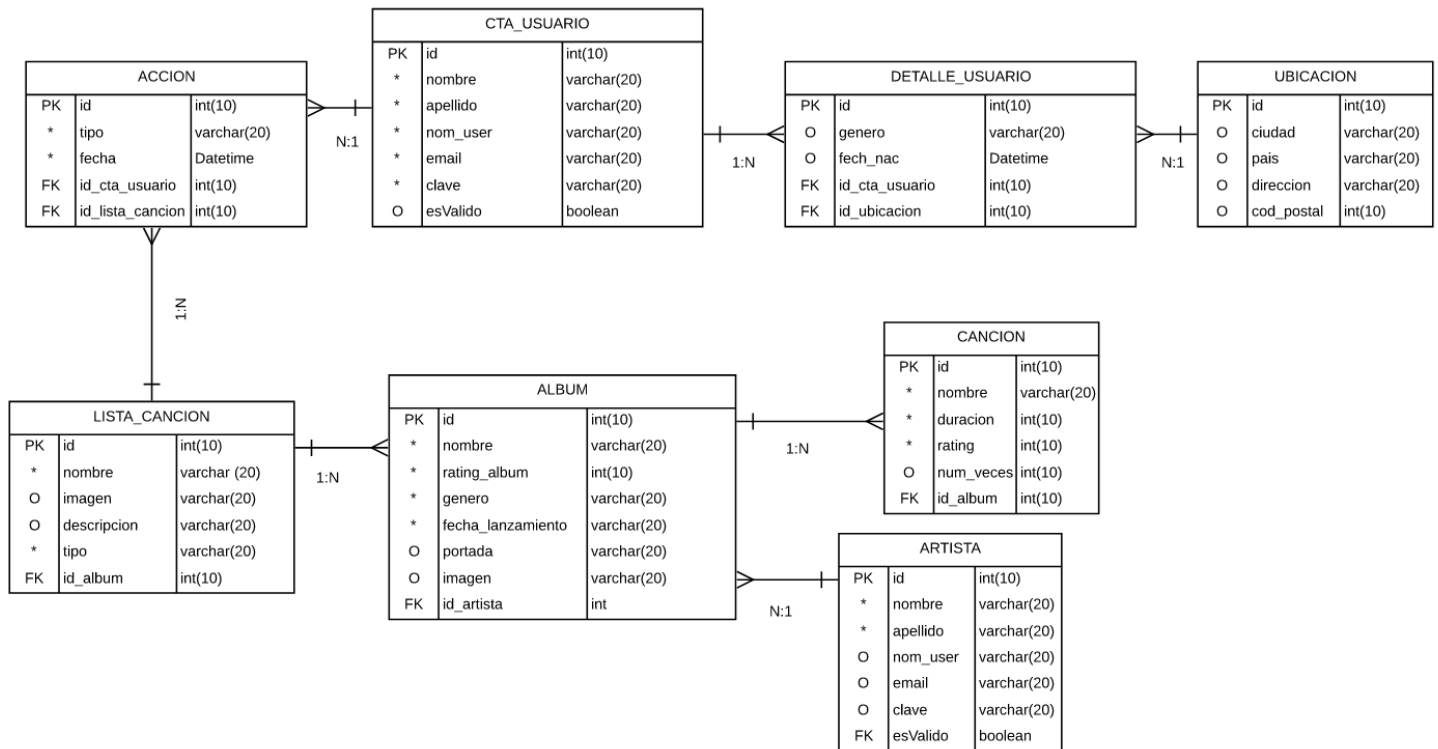 CTA_USUARIO
PK id int(10)
* nombre varchar(20)
* apellido varchar(20)
* nom_user varchar(20)
* email varchar(20)
* clave varchar(20)
O esValido boolean
ACCION
PK id int(10)
* tipo varchar(20)
* fecha Datetime
FK id_cta_usuario int(10)
FK id_lista_cancion int(10)
N:1
1:N
DETALLE_USUARIO
PK id int(10)
O genero varchar(20)
O fech_nac Datetime
FK id_cta_usuario int(10)
FK id_ubicacion int(10)
N:1
UBICACION
PK id int(10)
O ciudad varchar(20)
O pais varchar(20)
O direccion varchar(20)
O cod_postal int(10)
1:N
LISTA_CANCION
PK id int(10)
* nombre varchar (20)
O imagen varchar(20)
O descripcion varchar(20)
* tipo varchar(20)
FK id_album int(10)
1:N
ALBUM
PK id int(10)
* nombre varchar(20)
* rating_album int(10)
* genero varchar(20)
* fecha_lanzamiento varchar(20)
O portada varchar(20)
O imagen varchar(20)
FK id_artista int
1:N
CANCION
PK id int(10)
* nombre varchar(20)
* duracion int(10)
* rating int(10)
O num_veces int(10)
FK id_album int(10)
N:1
ARTISTA
PK id int(10)
* nombre varchar(20)
* apellido varchar(20)
O nom_user varchar(20)
O email varchar(20)
O clave varchar(20)
FK esValido boolean